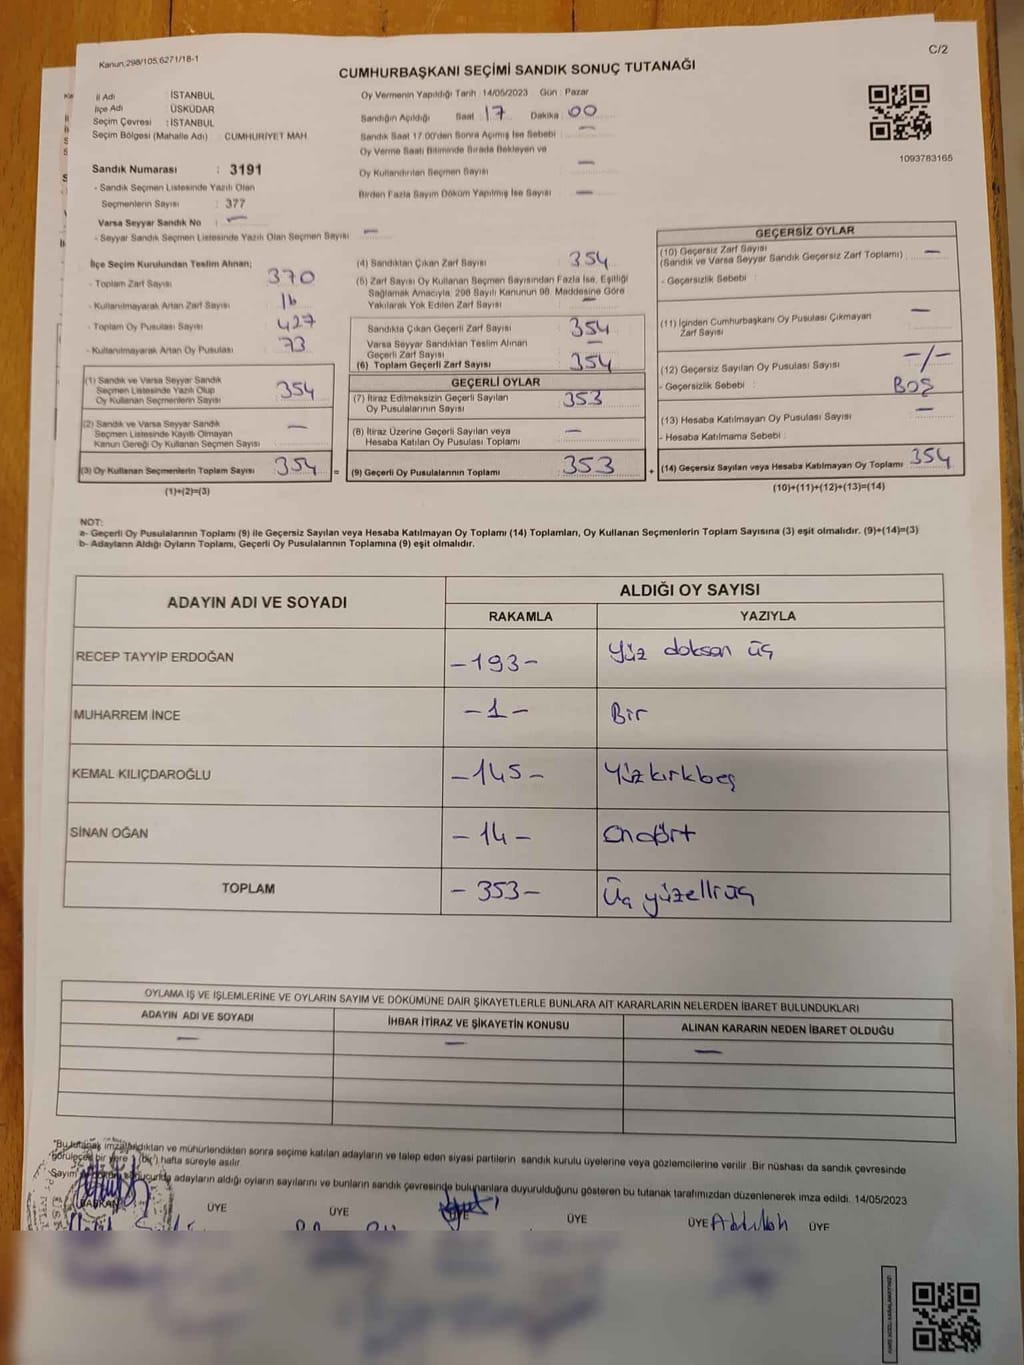 Kanun,298/105,6271/18-1
C/2
CUMHURBAŞKANI SEÇİMİ SANDIK SONUÇ TUTANAĞI
İl Adı : İSTANBUL
İlçe Adı ÜSKÜDAR
Seçim Çevresi : İSTANBUL
Seçim Bölgesi (Mahalle Adı) : CUMHURİYET MAH
Sandık Numarası : 3191
- Sandık Seçmen Listesinde Yazılı Olan
Seçmenlerin Sayısı : 377
Varsa Seyyar Sandık No : —
- Seyyar Sandık Seçmen Listesinde Yazılı Olan Seçmen Sayısı —
Oy Vermenin Yapıldığı Tarih : 14/05/2023 Gün : Pazar
Sandığın Açıldığı Saat : 17 Dakika : 00
Sandık Saat 17.00'den Sonra Açılmış İse Sebebi : —
Oy Verme Saati Bitiminde Sırada Bekleyen ve
Oy Kullandırılan Seçmen Sayısı —
Birden Fazla Sayım Döküm Yapılmış İse Sayısı —
1093783165
İlçe Seçim Kurulundan Teslim Alınan;
- Toplam Zarf Sayısı 370
- Kullanılmayarak Artan Zarf Sayısı 16
- Toplam Oy Pusulası Sayısı 427
- Kullanılmayarak Artan Oy Pusulası 73
(1) Sandık ve Varsa Seyyar Sandık
Seçmen Listesinde Yazılı Olup
Oy Kullanan Seçmenlerin Sayısı 354
(2) Sandık ve Varsa Seyyar Sandık
Seçmen Listesinde Kayıtlı Olmayan
Kanun Gereği Oy Kullanan Seçmen Sayısı —
(3) Oy Kullanan Seçmenlerin Toplam Sayısı 354 =
(1)+(2)=(3)
(4) Sandıktan Çıkan Zarf Sayısı 354
(5) Zarf Sayısı Oy Kullanan Seçmen Sayısından Fazla İse, Eşitliği
Sağlamak Amacıyla, 298 Sayılı Kanunun 98. Maddesine Göre
Yakılarak Yok Edilen Zarf Sayısı —
Sandıkta Çıkan Geçerli Zarf Sayısı 354
Varsa Seyyar Sandıktan Teslim Alınan
Geçerli Zarf Sayısı —
(6) Toplam Geçerli Zarf Sayısı 354
GEÇERLİ OYLAR
(7) İtiraz Edilmeksizin Geçerli Sayılan
Oy Pusulalarının Sayısı 353
(8) İtiraz Üzerine Geçerli Sayılan veya
Hesaba Katılan Oy Pusulası Toplamı —
(9) Geçerli Oy Pusulalarının Toplamı 353 +
GEÇERSİZ OYLAR
(10) Geçersiz Zarf Sayısı
(Sandık ve Varsa Seyyar Sandık Geçersiz Zarf Toplamı) —
- Geçersizlik Sebebi :
(11) İçinden Cumhurbaşkanı Oy Pusulası Çıkmayan
Zarf Sayısı —
(12) Geçersiz Sayılan Oy Pusulası Sayısı —/—
- Geçersizlik Sebebi : BOŞ
(13) Hesaba Katılmayan Oy Pusulası Sayısı —
- Hesaba Katılmama Sebebi :
(14) Geçersiz Sayılan veya Hesaba Katılmayan Oy Toplamı 354
(10)+(11)+(12)+(13)=(14)
NOT:
a- Geçerli Oy Pusulalarının Toplamı (9) ile Geçersiz Sayılan veya Hesaba Katılmayan Oy Toplamı (14) Toplamları, Oy Kullanan Seçmenlerin Toplam Sayısına (3) eşit olmalıdır. (9)+(14)=(3)
b- Adayların Aldığı Oyların Toplamı, Geçerli Oy Pusulalarının Toplamına (9) eşit olmalıdır.
ADAYIN ADI VE SOYADI
ALDIĞI OY SAYISI
RAKAMLA YAZIYLA
RECEP TAYYİP ERDOĞAN -193- Yüz doksan üç
MUHARREM İNCE -1- Bir
KEMAL KILIÇDAROĞLU -145- Yüzkırkbeş
SİNAN OĞAN -14- Ondört
TOPLAM -353- Üç yüzelliüç
OYLAMA İŞ VE İŞLEMLERİNE VE OYLARIN SAYIM VE DÖKÜMÜNE DAİR ŞİKAYETLERLE BUNLARA AİT KARARLARIN NELERDEN İBARET BULUNDUKLARI
ADAYIN ADI VE SOYADI İHBAR İTİRAZ VE ŞİKAYETİN KONUSU ALINAN KARARIN NEDEN İBARET OLDUĞU
— — —
"Bu tutanak imzalandıktan ve mühürlendikten sonra seçime katılan adayların ve talep eden siyasi partilerin sandık kurulu üyelerine veya gözlemcilerine verilir. Bir nüshası da sandık çevresinde
görülecek bir yere 1 (bir) hafta süreyle asılır.
Sayım adayların aldığı oyların sayılarını ve bunların sandık çevresinde bulunanlara duyurulduğunu gösteren bu tutanak tarafımızdan düzenlenerek imza edildi. 14/05/2023
BAŞKAN ÜYE ÜYE ÜYE ÜYE ÜYE Abdullah ÜYE